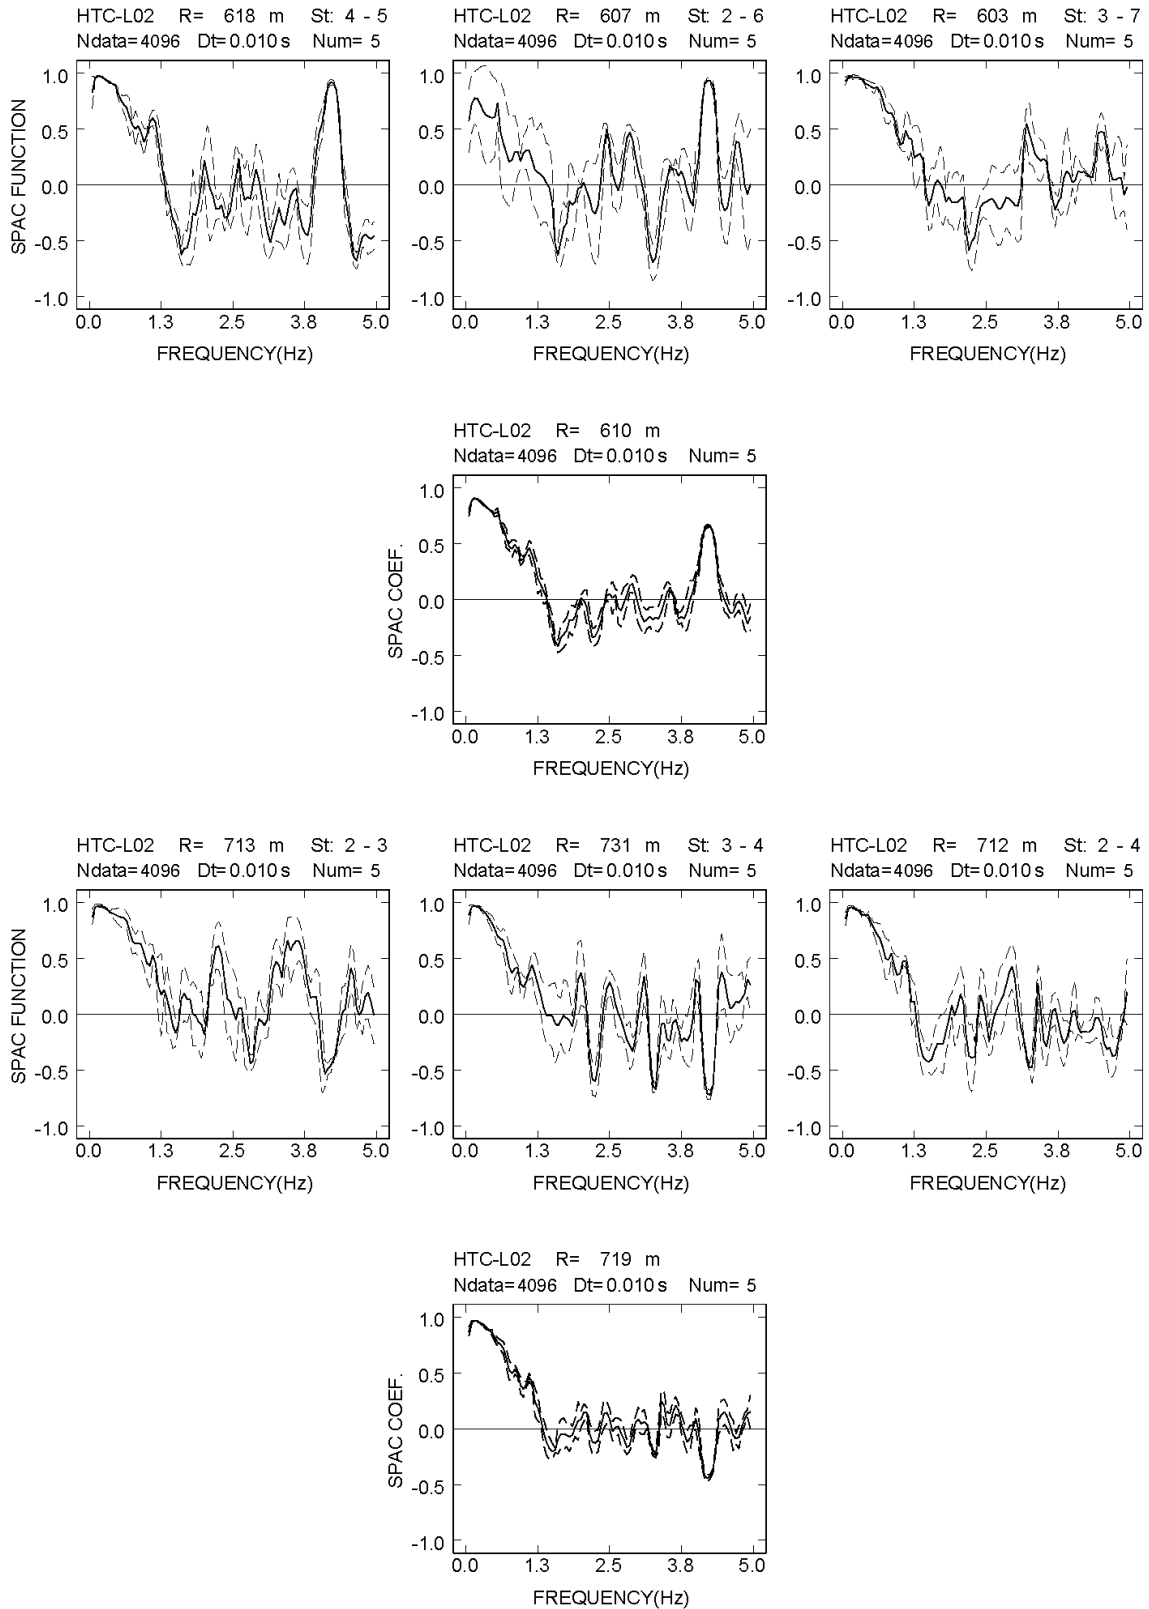 HTC-L02 R= 618 m St: 4 - 5
Ndata=4096 Dt=0.010s Num= 5
1.0
0.5
0.0
-0.5
-1.0
SPAC FUNCTION
0.0 1.3 2.5 3.8 5.0
FREQUENCY(Hz)
HTC-L02 R= 607 m St: 2 - 6
Ndata=4096 Dt=0.010s Num= 5
1.0
0.5
0.0
-0.5
-1.0
0.0 1.3 2.5 3.8 5.0
FREQUENCY(Hz)
HTC-L02 R= 603 m St: 3 - 7
Ndata=4096 Dt=0.010s Num= 5
1.0
0.5
0.0
-0.5
-1.0
0.0 1.3 2.5 3.8 5.0
FREQUENCY(Hz)
HTC-L02 R= 610 m
Ndata=4096 Dt=0.010s Num= 5
1.0
0.5
0.0
-0.5
-1.0
SPAC COEF.
0.0 1.3 2.5 3.8 5.0
FREQUENCY(Hz)
HTC-L02 R= 713 m St: 2 - 3
Ndata=4096 Dt=0.010s Num= 5
1.0
0.5
0.0
-0.5
-1.0
SPAC FUNCTION
0.0 1.3 2.5 3.8 5.0
FREQUENCY(Hz)
HTC-L02 R= 731 m St: 3 - 4
Ndata=4096 Dt=0.010s Num= 5
1.0
0.5
0.0
-0.5
-1.0
0.0 1.3 2.5 3.8 5.0
FREQUENCY(Hz)
HTC-L02 R= 712 m St: 2 - 4
Ndata=4096 Dt=0.010s Num= 5
1.0
0.5
0.0
-0.5
-1.0
0.0 1.3 2.5 3.8 5.0
FREQUENCY(Hz)
HTC-L02 R= 719 m
Ndata=4096 Dt=0.010s Num= 5
1.0
0.5
0.0
-0.5
-1.0
SPAC COEF.
0.0 1.3 2.5 3.8 5.0
FREQUENCY(Hz)